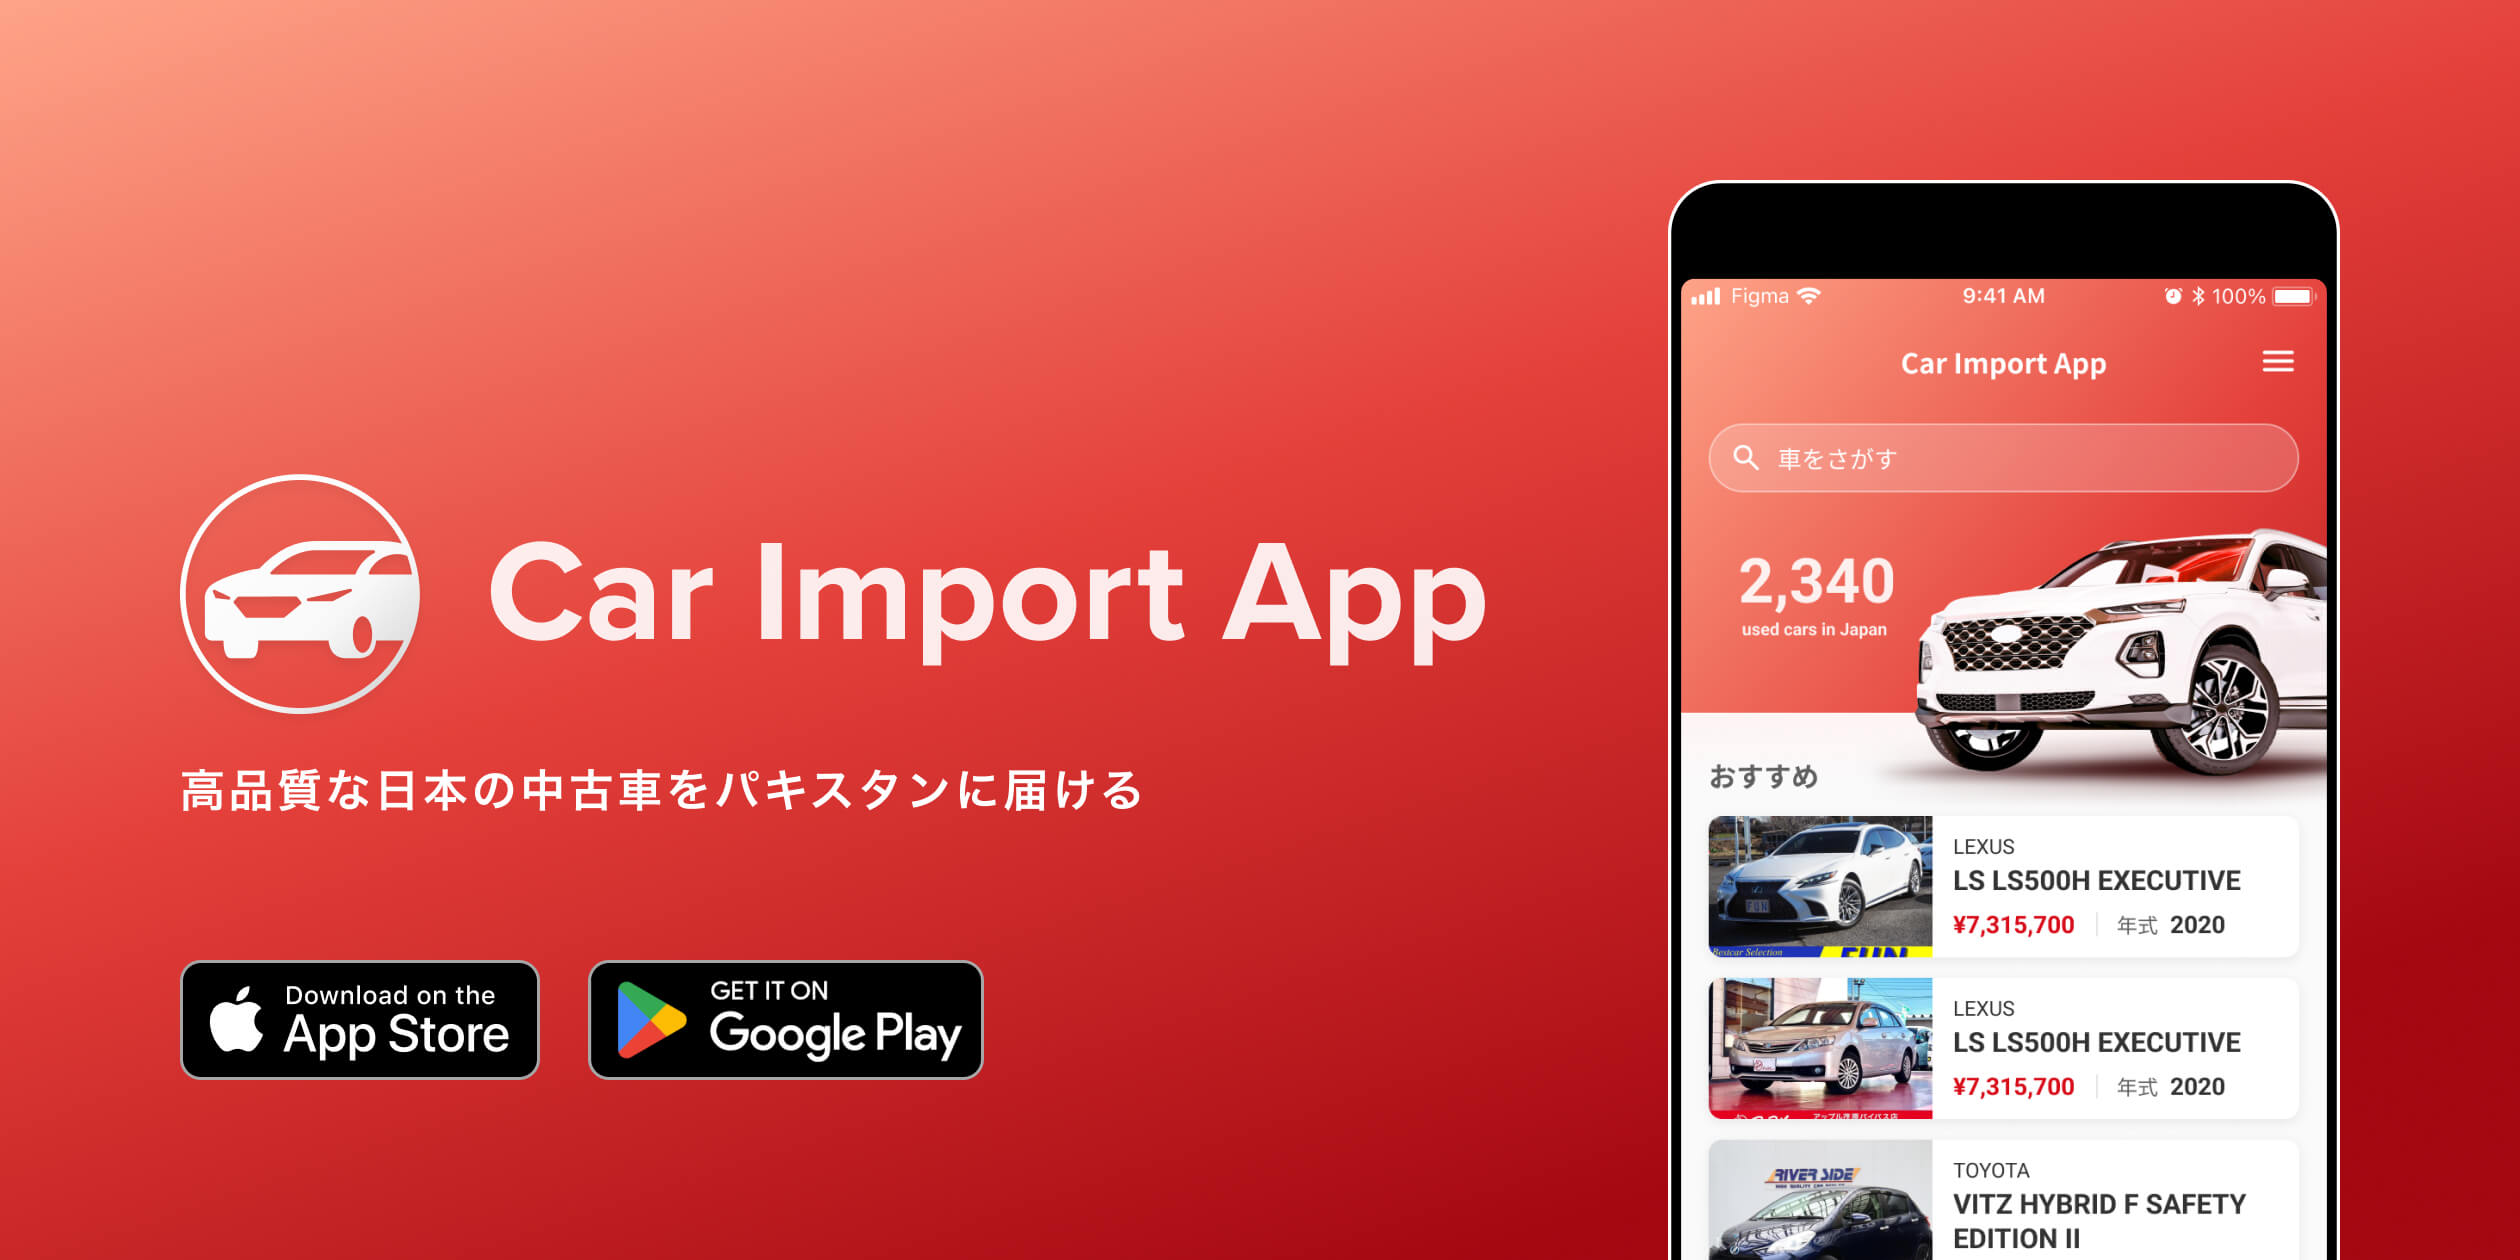 Car Import App
高品質な日本の中古車をパキスタンに届ける
Download on the
App Store
GET IT ON
Google Play
Figma
9:41 AM
100%
Car Import App
車をさがす
2,340
used cars in Japan
おすすめ
FUN
Bestcar Selection
FUN
LEXUS
LS LS500H EXECUTIVE
¥7,315,700
年式 2020
LEXUS
LS LS500H EXECUTIVE
¥7,315,700
年式 2020
RIVER SIDE
TOYOTA
VITZ HYBRID F SAFETY
EDITION II